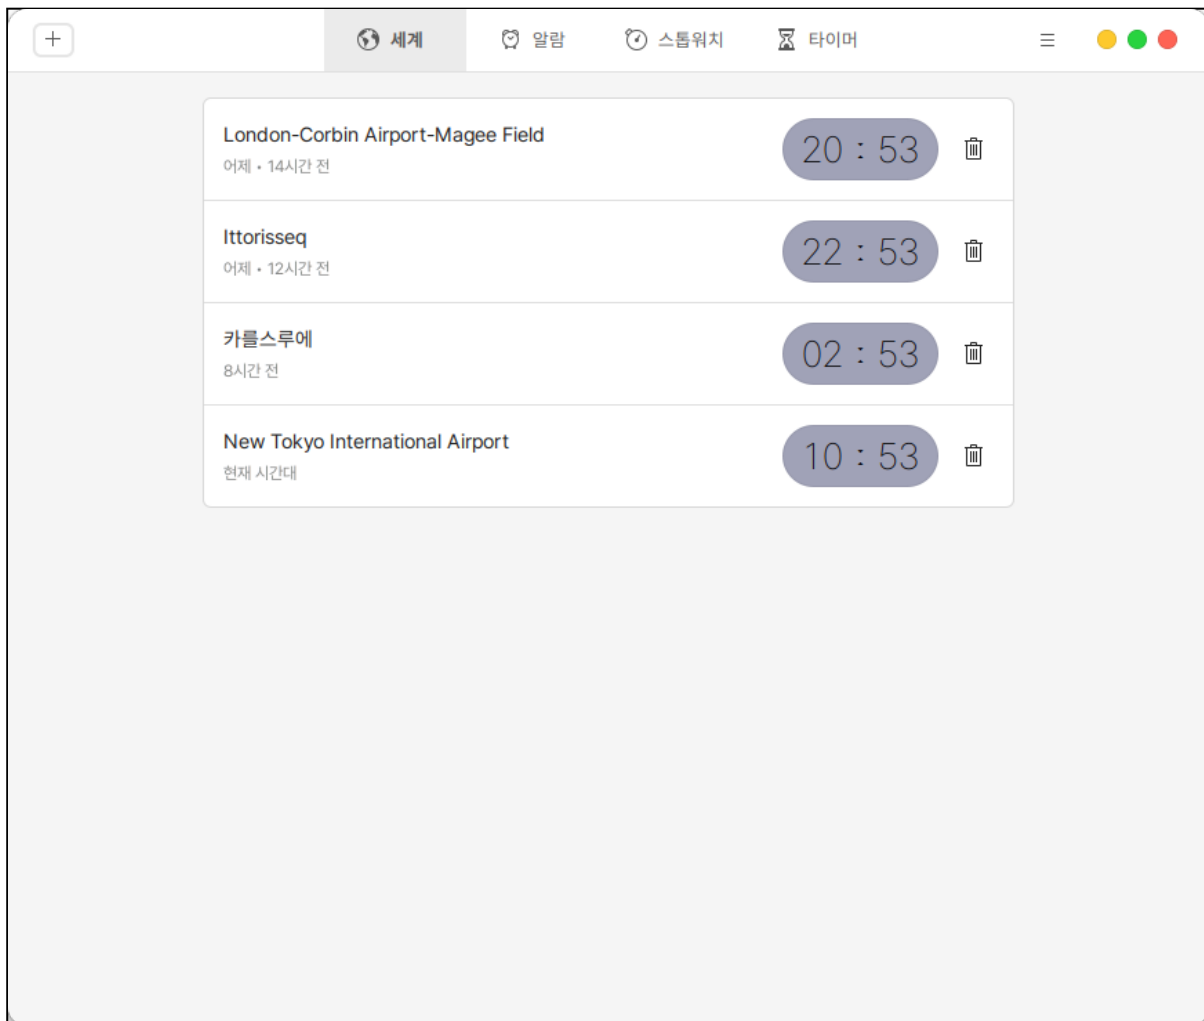 세계 알람 스톱워치 타이머
London-Corbin Airport-Magee Field
어제 • 14시간 전
20 : 53
Ittorisseq
어제 • 12시간 전
22 : 53
카를스루에
8시간 전
02 : 53
New Tokyo International Airport
현재 시간대
10 : 53